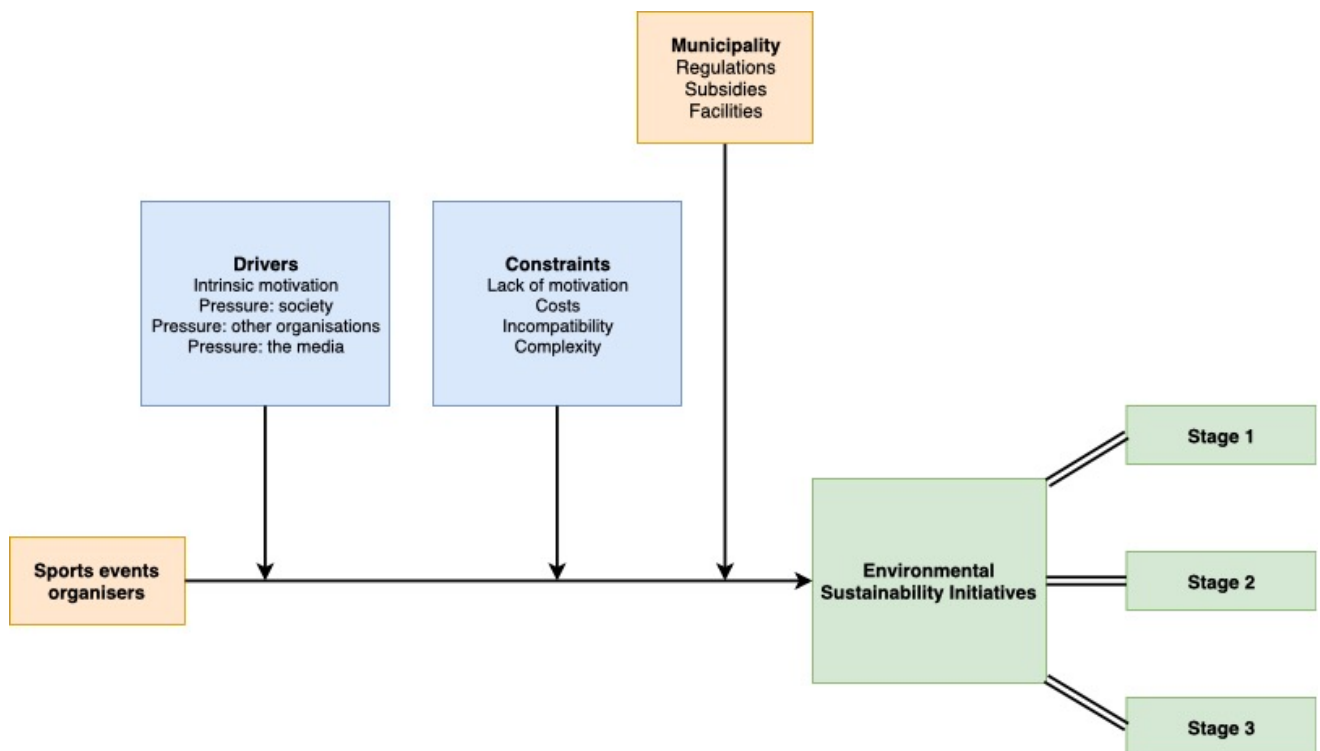 Municipality
Regulations
Subsidies
Facilities
Drivers
Intrinsic motivation
Pressure: society
Pressure: other organisations
Pressure: the media
Constraints
Lack of motivation
Costs
Incompatibility
Complexity
Sports events
organisers
Environmental
Sustainability Initiatives
Stage 1
Stage 2
Stage 3